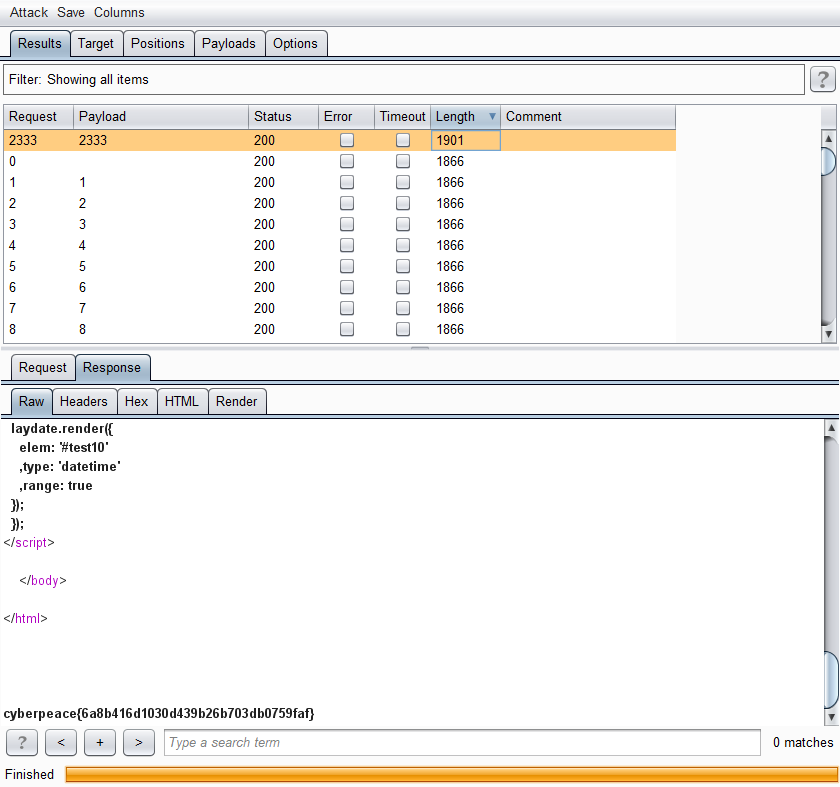 Attack Save Columns
Results Target Positions Payloads Options
Filter: Showing all items ?
Request Payload Status Error Timeout Length ▼ Comment
2333 2333 200 1901
0 200 1866
1 1 200 1866
2 2 200 1866
3 3 200 1866
4 4 200 1866
5 5 200 1866
6 6 200 1866
7 7 200 1866
8 8 200 1866
Request Response
Raw Headers Hex HTML Render
laydate.render({
elem: '#test10'
,type: 'datetime'
,range: true
});
});
</script>
</body>
</html>
cyberpeace{6a8b416d1030d439b26b703db0759faf}
? < + > Type a search term 0 matches
Finished